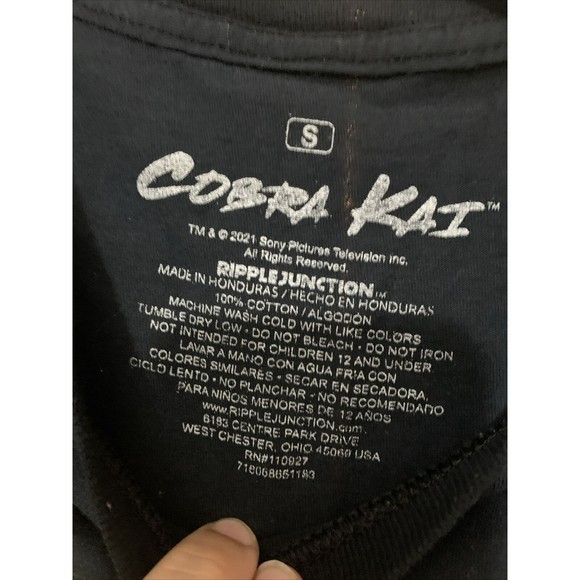 S
COBRA KAI™
TM & © 2021 Sony Pictures Television Inc.
All Rights Reserved.
RIPPLEJUNCTION™
MADE IN HONDURAS / HECHO EN HONDURAS
100% COTTON / ALGODÓN
MACHINE WASH COLD WITH LIKE COLORS
TUMBLE DRY LOW • DO NOT BLEACH • DO NOT IRON
NOT INTENDED FOR CHILDREN 12 AND UNDER
LAVAR A MANO CON AGUA FRIA CON
COLORES SIMILARES • SECAR EN SECADORA,
CICLO LENTO • NO PLANCHAR • NO RECOMENDADO
PARA NIÑOS MENORES DE 12 AÑOS
www.RIPPLEJUNCTION.com
6183 CENTRE PARK DRIVE
WEST CHESTER, OHIO 45069 USA
RN#110927
718068651183